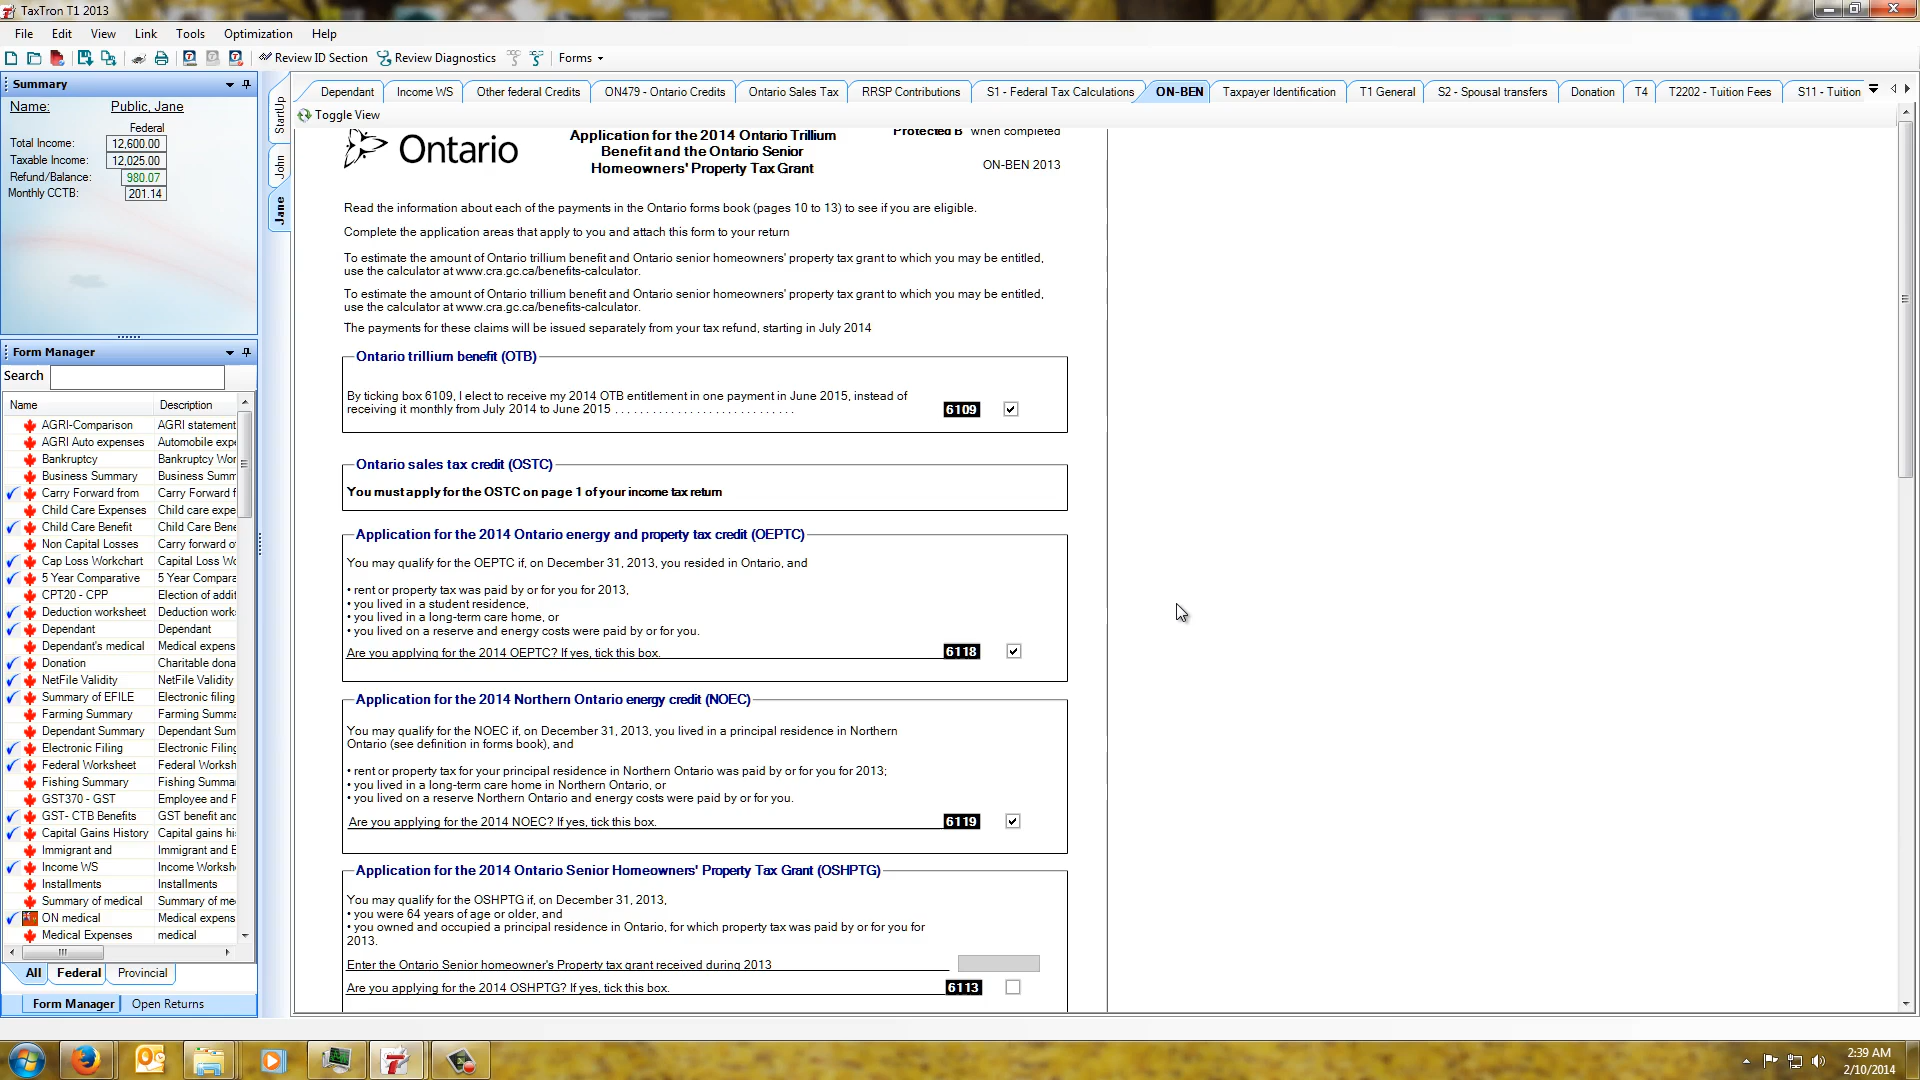 TaxTron T1 2013
File Edit View Link Tools Optimization Help
Review ID Section Review Diagnostics Forms
Summary
Name: Public, Jane
Federal
Total Income: 12,600.00
Taxable Income: 12,025.00
Refund/Balance: 980.07
Monthly CCTB: 201.14
Form Manager
Search
Name Description
AGRI-Comparison AGRI statement
AGRI Auto expenses Automobile expe
Bankruptcy Bankruptcy Wor
Business Summary Business Summ
Carry Forward from Carry Forward f
Child Care Expenses Child care expe
Child Care Benefit Child Care Bene
Non Capital Losses Carry forward o
Cap Loss Workchart Capital Loss Wo
5 Year Comparative 5 Year Compara
CPT20 - CPP Election of addit
Deduction worksheet Deduction work
Dependant Dependant
Dependant's medical Medical expens
Donation Charitable dona
NetFile Validity NetFile Validity
Summary of EFILE Electronic filing
Farming Summary Farming Summa
Dependant Summary Dependant Sum
Electronic Filing Electronic Filing
Federal Worksheet Federal Worksh
Fishing Summary Fishing Summa
GST370 - GST Employee and F
GST- CTB Benefits GST benefit and
Capital Gains History Capital gains hi
Immigrant and Immigrant and E
Income WS Income Worksh
Installments Installments
Summary of medical Summary of me
ON medical Medical expens
Medical Expenses medical
All Federal Provincial
Form Manager Open Returns
StartUp
John
Jane
Dependant Income WS Other federal Credits ON479 - Ontario Credits Ontario Sales Tax RRSP Contributions S1 - Federal Tax Calculations ON-BEN Taxpayer Identification T1 General S2 - Spousal transfers Donation T4 T2202 - Tuition Fees S11 - Tuition
Toggle View
Ontario
Application for the 2014 Ontario Trillium
Benefit and the Ontario Senior
Homeowners' Property Tax Grant
Protected B when completed
ON-BEN 2013
Read the information about each of the payments in the Ontario forms book (pages 10 to 13) to see if you are eligible.
Complete the application areas that apply to you and attach this form to your return
To estimate the amount of Ontario trillium benefit and Ontario senior homeowners' property tax grant to which you may be entitled,
use the calculator at www.cra.gc.ca/benefits-calculator.
To estimate the amount of Ontario trillium benefit and Ontario senior homeowners' property tax grant to which you may be entitled,
use the calculator at www.cra.gc.ca/benefits-calculator.
The payments for these claims will be issued separately from your tax refund, starting in July 2014
Ontario trillium benefit (OTB)
By ticking box 6109, I elect to receive my 2014 OTB entitlement in one payment in June 2015, instead of
receiving it monthly from July 2014 to June 2015 . . . . . . . . . . . . . . . . . . . . . . . . . . . . 6109
Ontario sales tax credit (OSTC)
You must apply for the OSTC on page 1 of your income tax return
Application for the 2014 Ontario energy and property tax credit (OEPTC)
You may qualify for the OEPTC if, on December 31, 2013, you resided in Ontario, and
• rent or property tax was paid by or for you for 2013,
• you lived in a student residence,
• you lived in a long-term care home, or
• you lived on a reserve and energy costs were paid by or for you.
Are you applying for the 2014 OEPTC? If yes, tick this box. 6118
Application for the 2014 Northern Ontario energy credit (NOEC)
You may qualify for the NOEC if, on December 31, 2013, you lived in a principal residence in Northern
Ontario (see definition in forms book), and
• rent or property tax for your principal residence in Northern Ontario was paid by or for you for 2013;
• you lived in a long-term care home in Northern Ontario, or
• you lived on a reserve Northern Ontario and energy costs were paid by or for you.
Are you applying for the 2014 NOEC? If yes, tick this box. 6119
Application for the 2014 Ontario Senior Homeowners' Property Tax Grant (OSHPTG)
You may qualify for the OSHPTG if, on December 31, 2013,
• you were 64 years of age or older, and
• you owned and occupied a principal residence in Ontario, for which property tax was paid by or for you for
2013.
Enter the Ontario Senior homeowner's Property tax grant received during 2013
Are you applying for the 2014 OSHPTG? If yes, tick this box. 6113
2:39 AM
2/10/2014